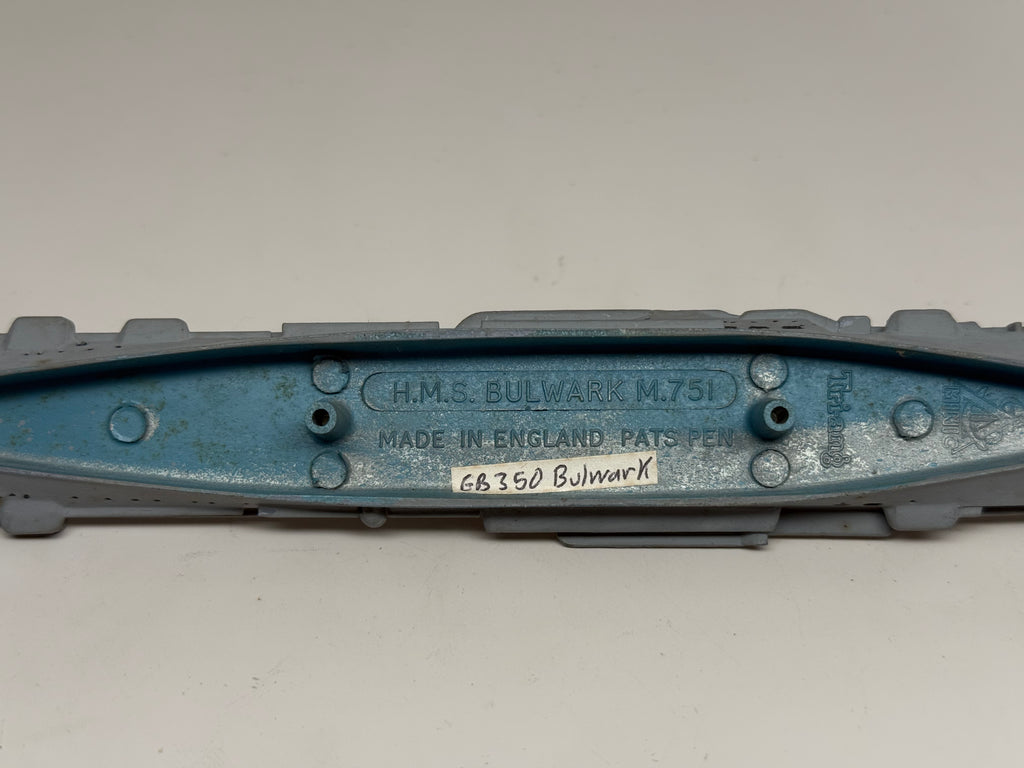 H.M.S. BULWARK M.751
MADE IN ENGLAND PATS PEN
GB350 Bulwark
Tri-ang